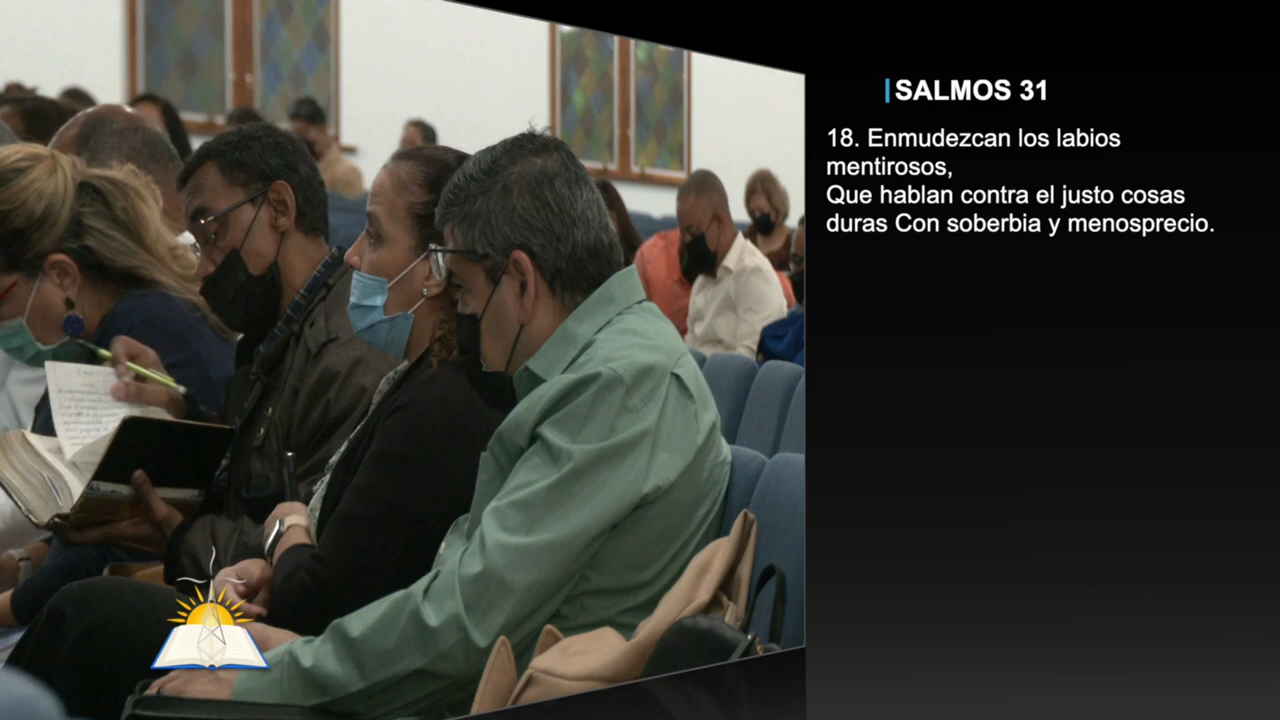 SALMOS 31
18. Enmudezcan los labios
mentirosos,
Que hablan contra el justo cosas
duras Con soberbia y menosprecio.